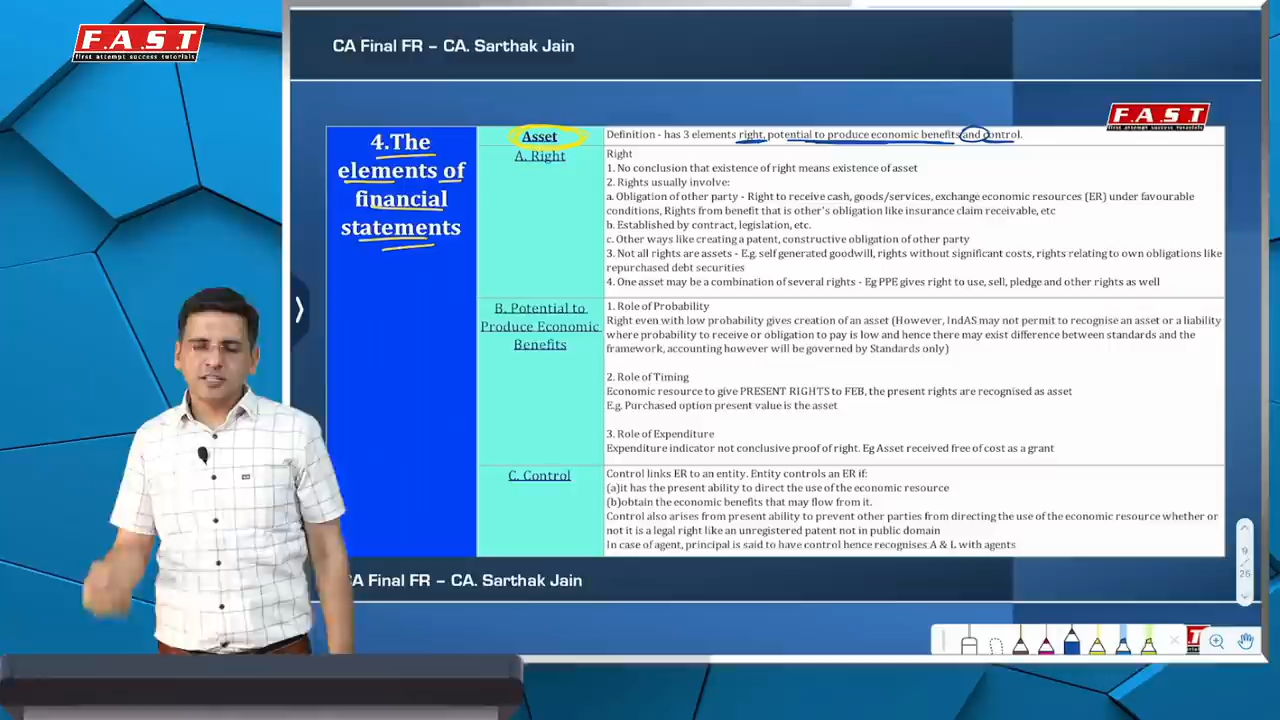 F.A.S.T
first attempt success tutorials
CA Final FR – CA. Sarthak Jain
F.A.S.T
first attempt success tutorials
4.The
elements of
financial
statements
Asset
Definition - has 3 elements right, potential to produce economic benefits and control.
A. Right
Right
1. No conclusion that existence of right means existence of asset
2. Rights usually involve:
a. Obligation of other party - Right to receive cash, goods/services, exchange economic resources (ER) under favourable
conditions, Rights from benefit that is other's obligation like insurance claim receivable, etc
b. Established by contract, legislation, etc.
c. Other ways like creating a patent, constructive obligation of other party
3. Not all rights are assets - E.g. self generated goodwill, rights without significant costs, rights relating to own obligations like
repurchased debt securities
4. One asset may be a combination of several rights - Eg PPE gives right to use, sell, pledge and other rights as well
B. Potential to
Produce Economic
Benefits
1. Role of Probability
Right even with low probability gives creation of an asset (However, IndAS may not permit to recognise an asset or a liability
where probability to receive or obligation to pay is low and hence there may exist difference between standards and the
framework, accounting however will be governed by Standards only)
2. Role of Timing
Economic resource to give PRESENT RIGHTS to FEB, the present rights are recognised as asset
E.g. Purchased option present value is the asset
3. Role of Expenditure
Expenditure indicator not conclusive proof of right. Eg Asset received free of cost as a grant
C. Control
Control links ER to an entity. Entity controls an ER if:
(a)it has the present ability to direct the use of the economic resource
(b)obtain the economic benefits that may flow from it.
Control also arises from present ability to prevent other parties from directing the use of the economic resource whether or
not it is a legal right like an unregistered patent not in public domain
In case of agent, principal is said to have control hence recognises A & L with agents
CA Final FR – CA. Sarthak Jain
9
/
26
.T